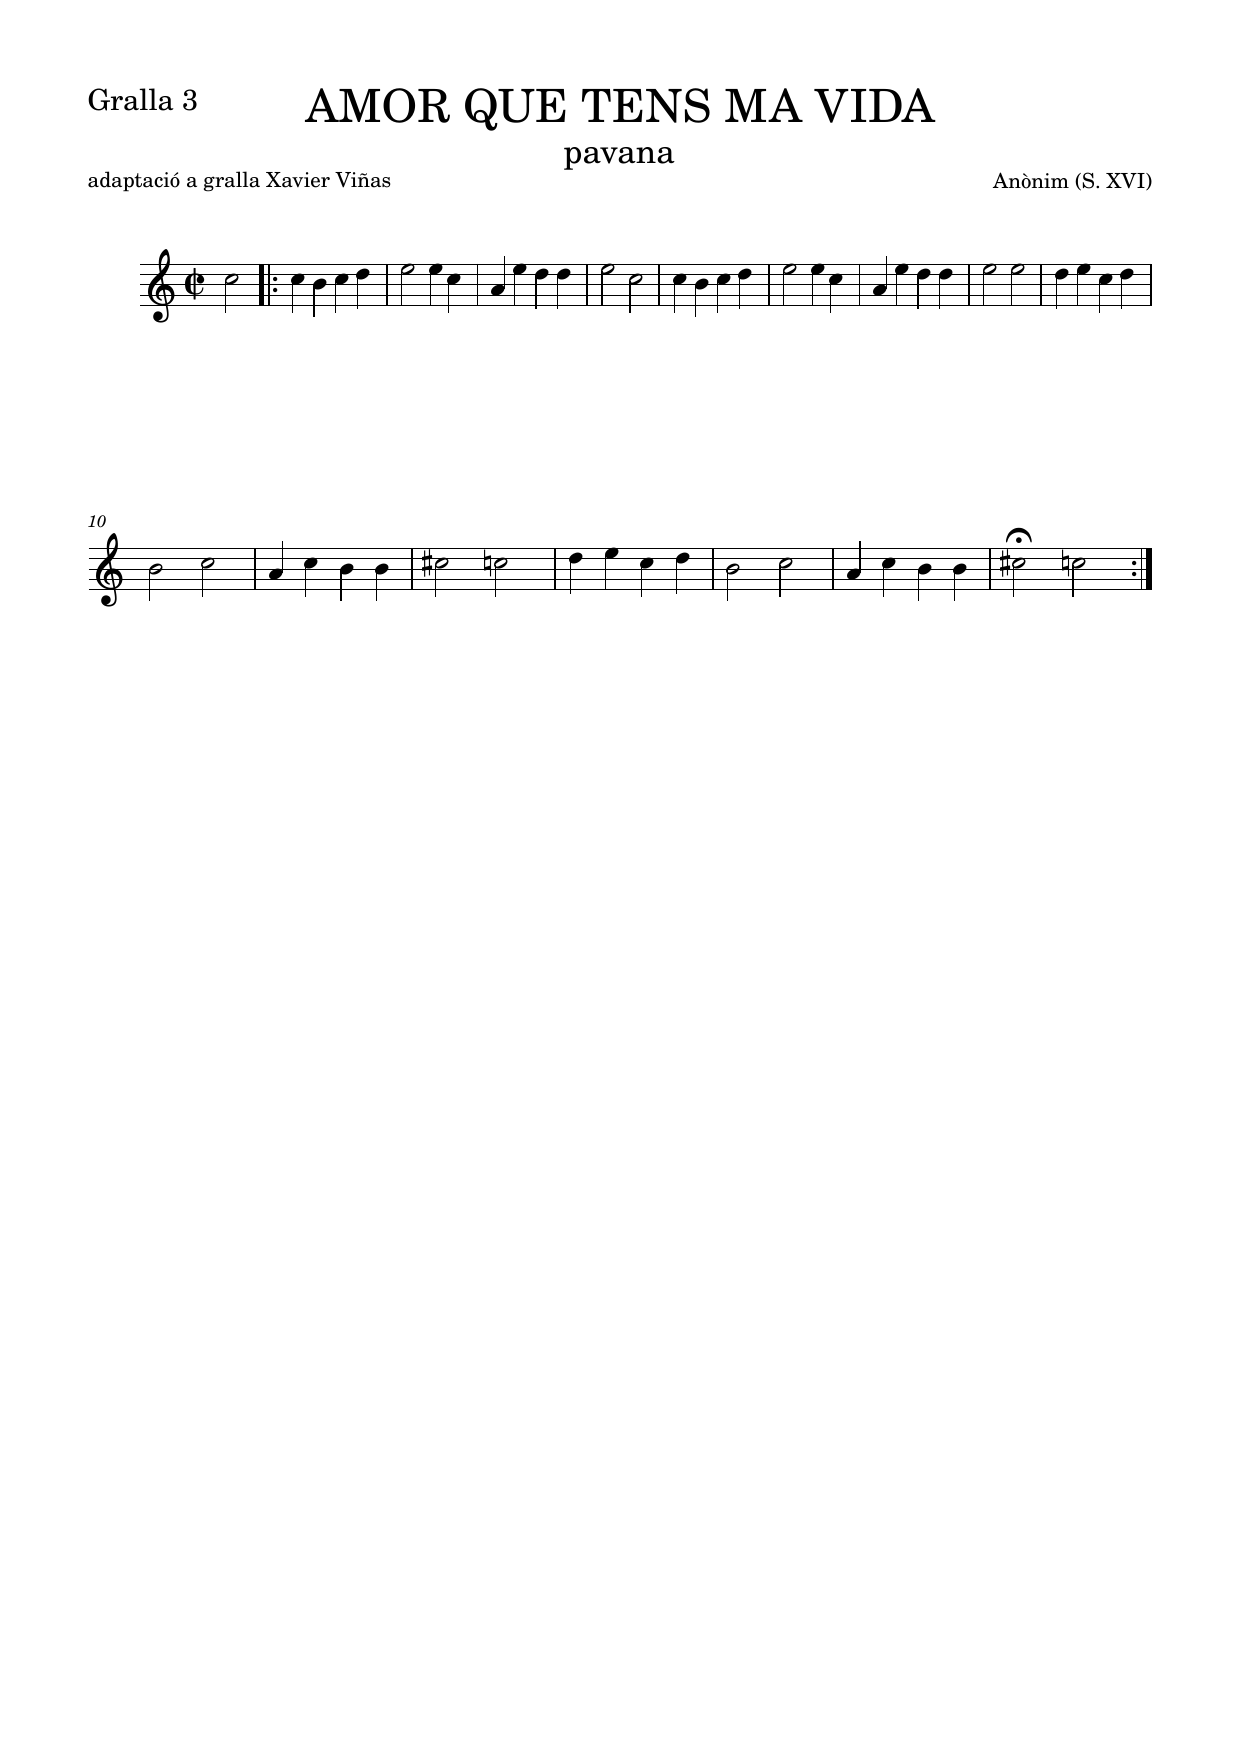 Gralla 3
AMOR QUE TENS MA VIDA
pavana
adaptació a gralla Xavier Viñas
Anònim (S. XVI)
10